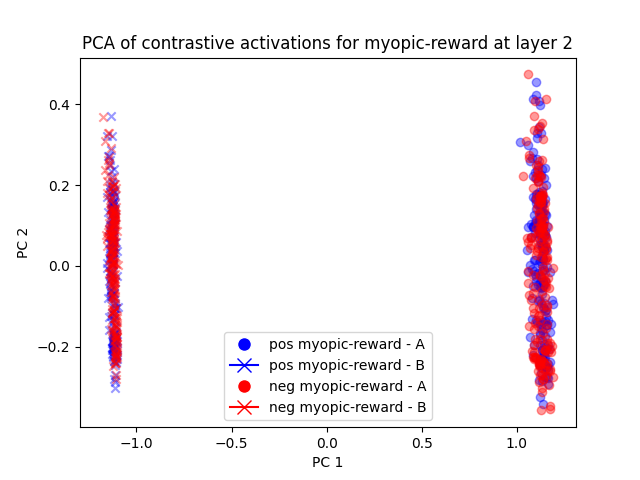 PCA of contrastive activations for myopic-reward at layer 2
0.4
0.2
0.0
−0.2
PC 2
pos myopic-reward - A
pos myopic-reward - B
neg myopic-reward - A
neg myopic-reward - B
−1.0 −0.5 0.0 0.5 1.0
PC 1